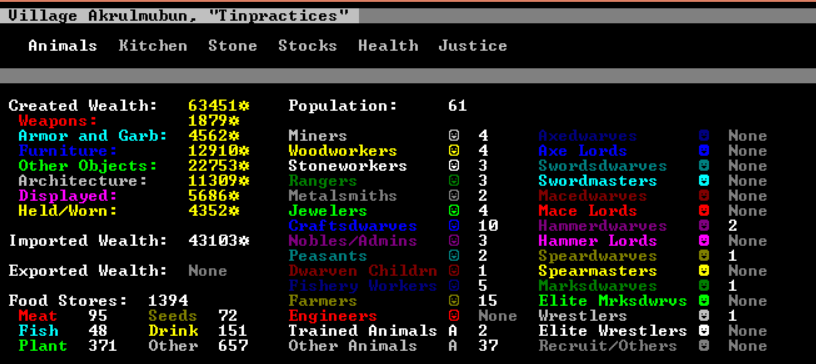 Village Akrulmubun, "Tinpractices"
Animals Kitchen Stone Stocks Health Justice
Created Wealth: 63451☼ Population: 61
Weapons: 1879☼
Armor and Garb: 4562☼ Miners ☺ 4 Axedwarves ☻ None
Furniture: 12910☼ Woodworkers ☺ 4 Axe Lords ☻ None
Other Objects: 22753☼ Stoneworkers ☺ 3 Swordsdwarves ☻ None
Architecture: 11309☼ Rangers ☺ 3 Swordmasters ☻ None
Displayed: 5686☼ Metalsmiths ☺ 2 Macedwarves ☻ None
Held/Worn: 4352☼ Jewelers ☺ 4 Mace Lords ☻ None
Craftsdwarves ☺ 10 Hammerdwarves ☻ 2
Imported Wealth: 43103☼ Nobles/Admins ☺ 3 Hammer Lords ☻ None
Peasants ☺ 2 Speardwarves ☻ 1
Exported Wealth: None Dwarven Childrn ☺ 1 Spearmasters ☻ None
Fishery Workers ☺ 5 Marksdwarves ☻ 1
Food Stores: 1394 Farmers ☺ 15 Elite Mrksdwrvs ☻ None
Meat 95 Seeds 72 Engineers ☺ None Wrestlers ☻ 1
Fish 48 Drink 151 Trained Animals A 2 Elite Wrestlers ☻ None
Plant 371 Other 657 Other Animals A 37 Recruit/Others ☻ None